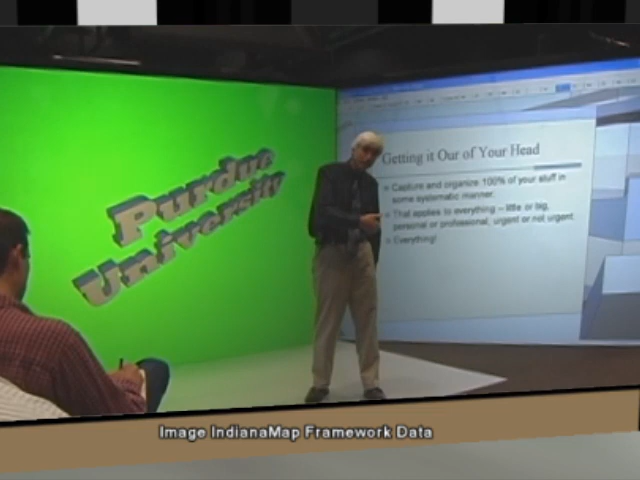 Purdue
University
Getting it Our of Your Head
Capture and organize 100% of your stuff in
some systematic manner.
That applies to everything – little or big,
personal or professional, urgent or not urgent
Everything!
Image IndianaMap Framework Data